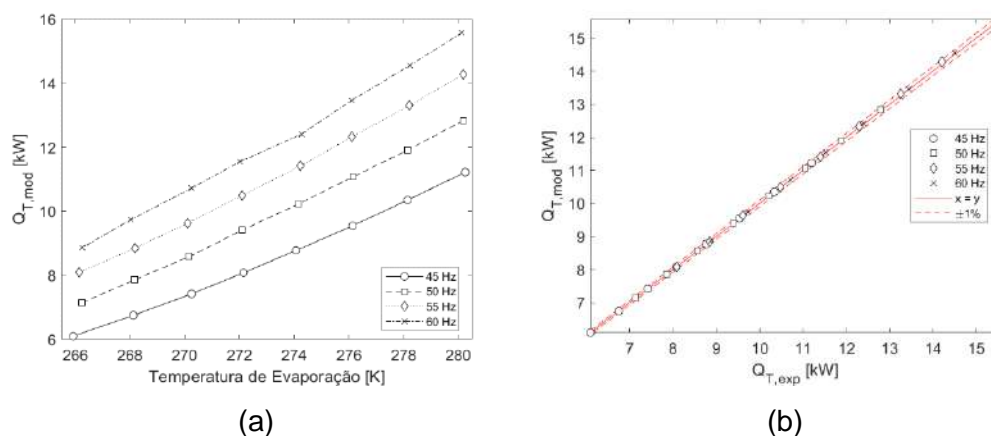 16
14
12
10
8
6
Q_T,mod [kW]
266 268 270 272 274 276 278 280
Temperatura de Evaporação [K]
45 Hz
50 Hz
55 Hz
60 Hz
(a)
15
14
13
12
11
10
9
8
7
Q_T,mod [kW]
7 8 9 10 11 12 13 14 15
Q_T,exp [kW]
45 Hz
50 Hz
55 Hz
60 Hz
x = y
±1%
(b)